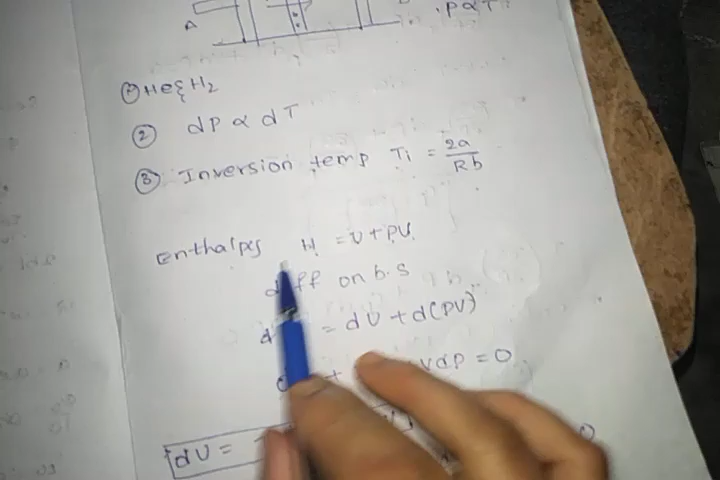 A
P∝T
① He & H2
② dP ∝ dT
③ Inversion temp Ti = 2a/Rb
Enthalpy H = U + PV
diff on b.s
d = dU + d(PV)
+ vdp = 0
dU =